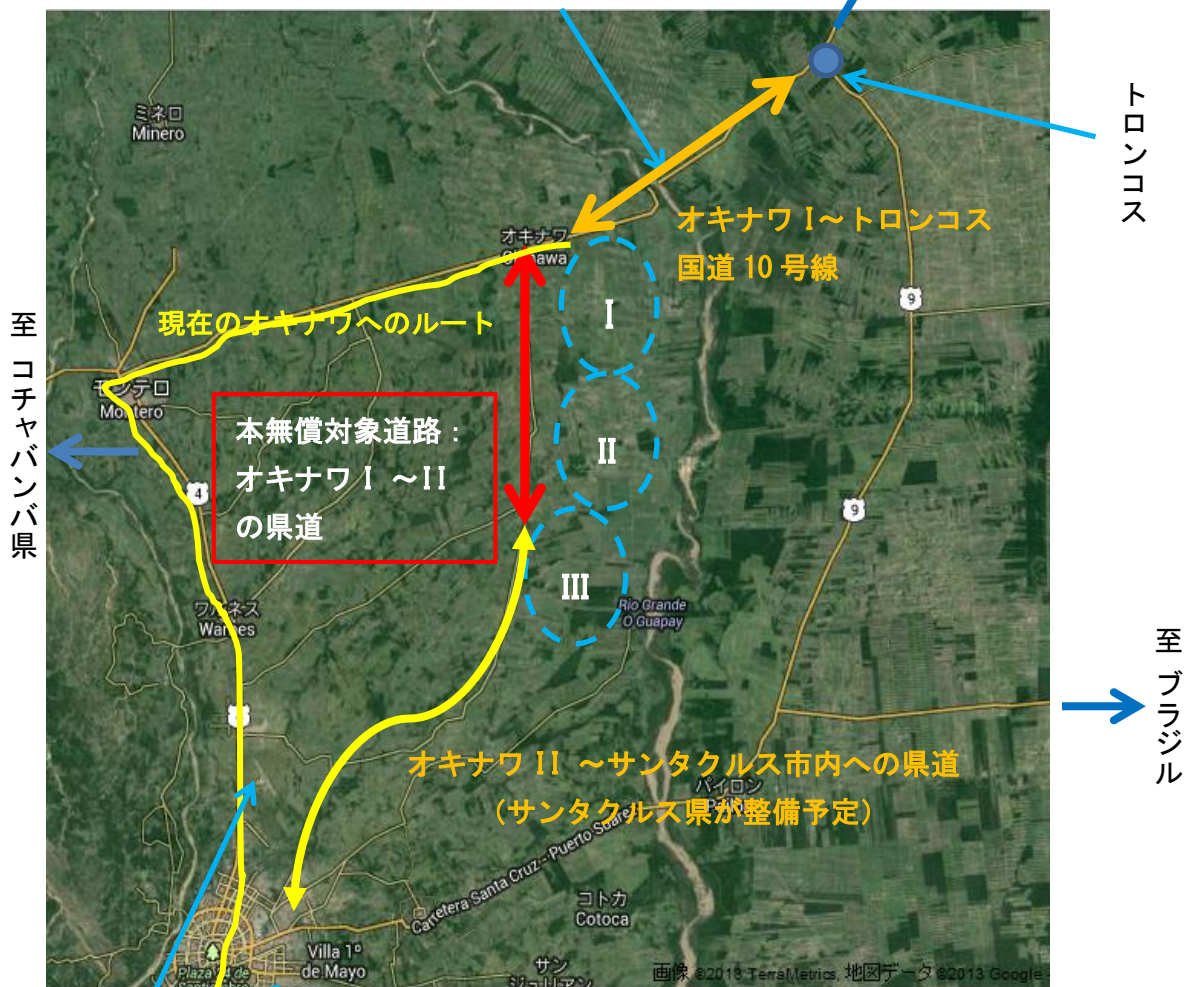 ミネロ
Minero
トロンコス
オキナワ
オキナワ I～トロンコス
国道 10 号線
I
9
現在のオキナワへのルート
至 コチャバンバ県
モンテロ
Montero
本無償対象道路：
オキナワ I ～II
の県道
II
4
9
III
ワルネス
Warnes
Rio Grande
O Guapay
至 ブラジル
オキナワ II ～サンタクルス市内への県道
(サンタクルス県が整備予定)
パイロン
Carretera Santa Cruz - Puerto Suarez
コトカ
Cotoca
Villa 1º
de Mayo
サン
画像 ©2013 TerraMetrics, 地図データ ©2013 Google -